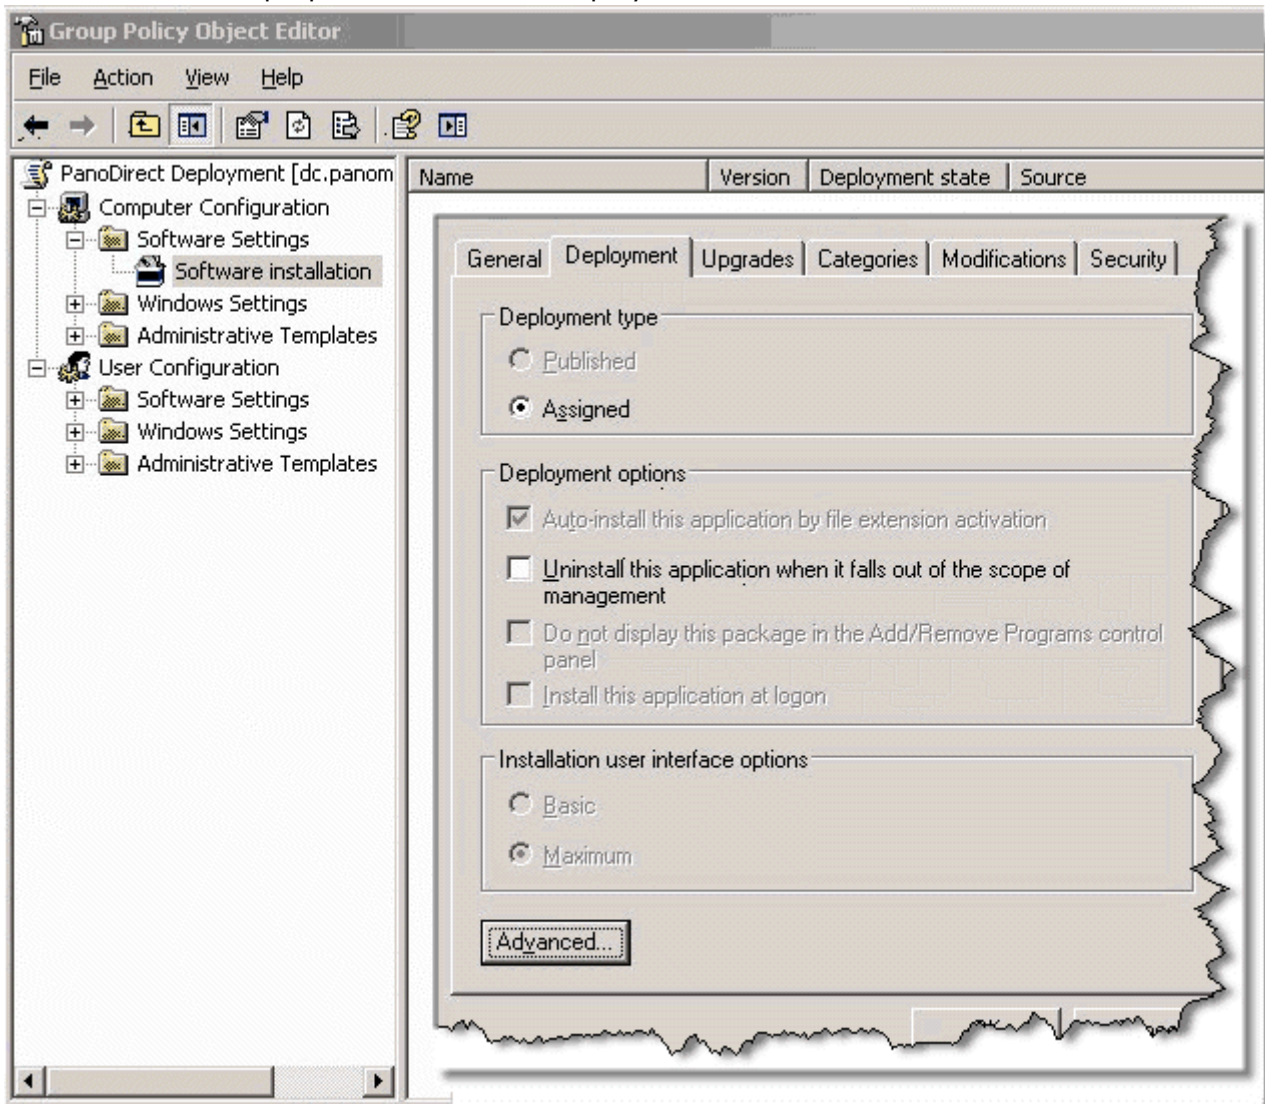 Group Policy Object Editor
File Action View Help
PanoDirect Deployment [dc.panom
Computer Configuration
Software Settings
Software installation
Windows Settings
Administrative Templates
User Configuration
Software Settings
Windows Settings
Administrative Templates
Name Version Deployment state Source
General Deployment Upgrades Categories Modifications Security
Deployment type
Published
Assigned
Deployment options
Auto-install this application by file extension activation
Uninstall this application when it falls out of the scope of
management
Do not display this package in the Add/Remove Programs control
panel
Install this application at logon
Installation user interface options
Basic
Maximum
Advanced...